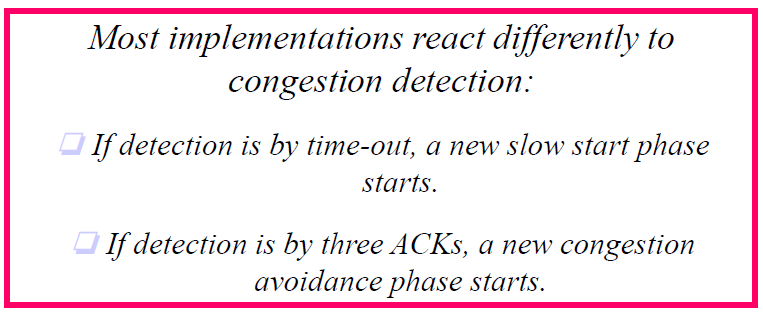 Most implementations react differently to
congestion detection:
❏ If detection is by time-out, a new slow start phase
starts.
❏ If detection is by three ACKs, a new congestion
avoidance phase starts.